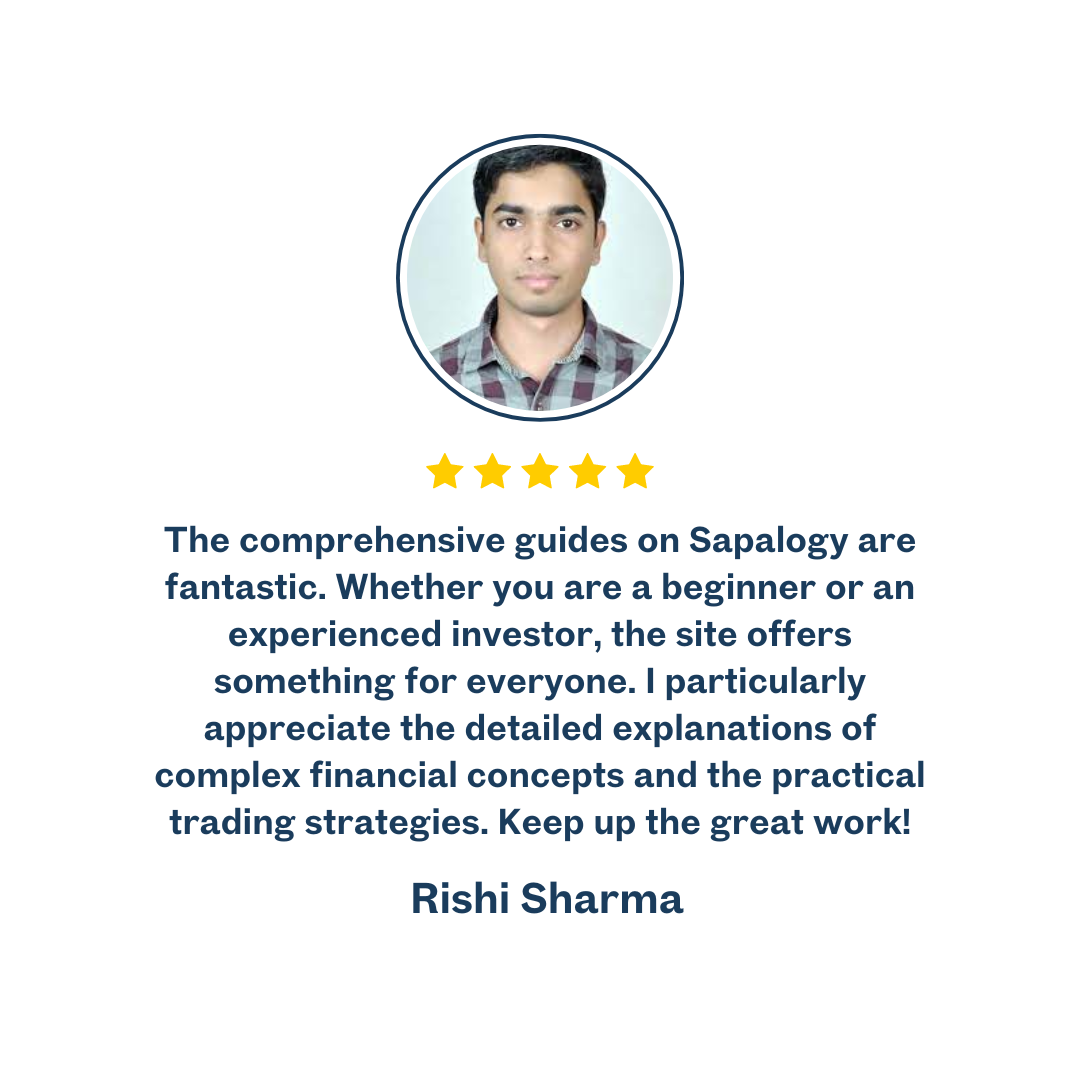 The comprehensive guides on Sapalogy are
fantastic. Whether you are a beginner or an
experienced investor, the site offers
something for everyone. I particularly
appreciate the detailed explanations of
complex financial concepts and the practical
trading strategies. Keep up the great work!
Rishi Sharma